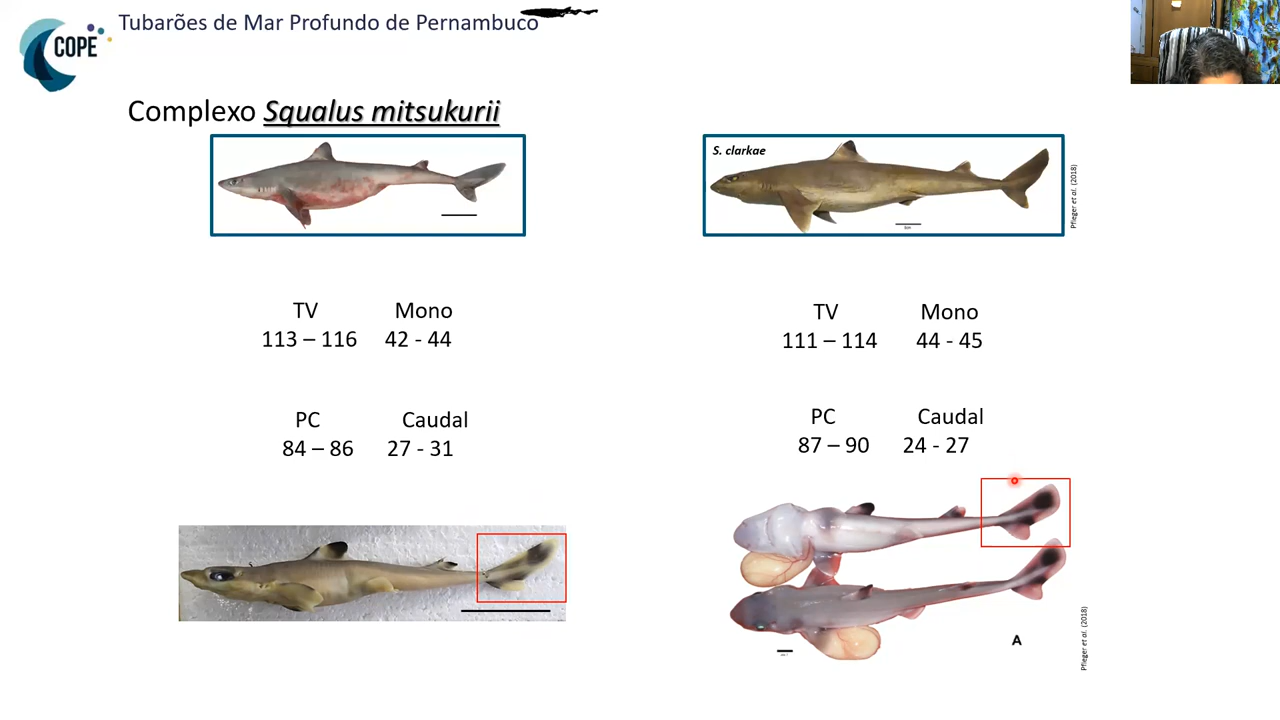 Tubarões de Mar Profundo de Pernambuco
COPE
Complexo Squalus mitsukurii
S. clarkae
Pfleger et al. (2018)
TV Mono
113 – 116 42 - 44
PC Caudal
84 – 86 27 - 31
TV Mono
111 – 114 44 - 45
PC Caudal
87 – 90 24 - 27
A
Pfleger et al. (2018)